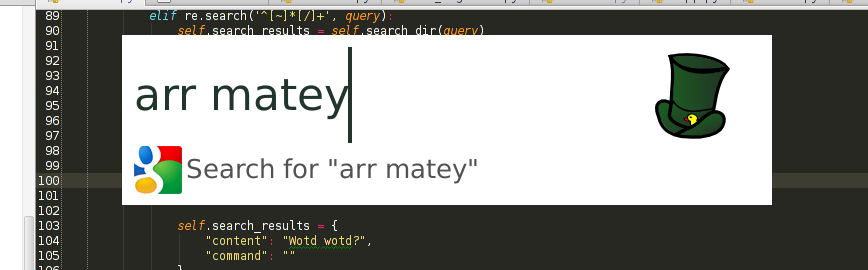 89 elif re.search('^[~]*[/]+', query):
90 self.search_results = self.search_dir(query)
91
92
93
94
95
96
97
98
99
100
101
102
103 self.search_results = {
104 "content": "Wotd wotd?",
105 "command": ""
106 }
arr matey
Search for "arr matey"